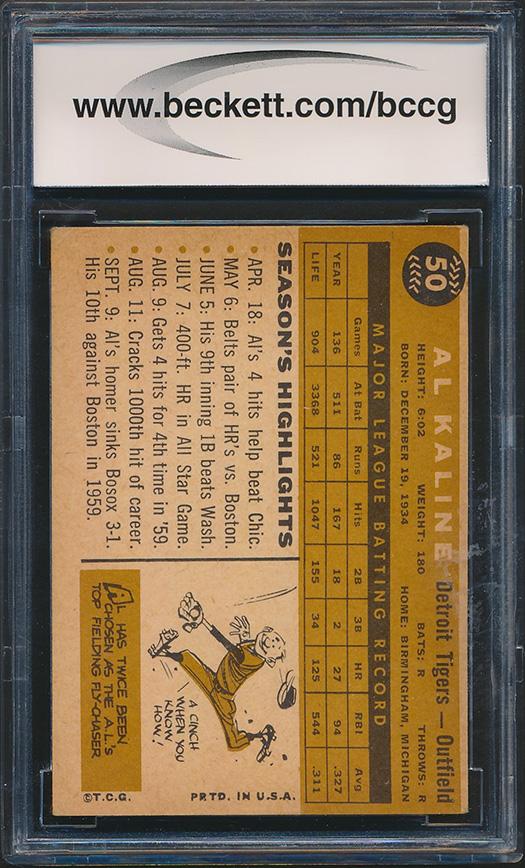 www.beckett.com/bccg
50
AL KALINE Detroit Tigers — Outfield
HEIGHT: 6:02 WEIGHT: 180 BATS: R THROWS: R
BORN: DECEMBER 19, 1934 HOME: BIRMINGHAM, MICHIGAN
MAJOR LEAGUE BATTING RECORD
Games At Bat Runs Hits 2B 3B HR RBI Avg
YEAR 136 511 86 167 18 2 27 94 .327
LIFE 904 3368 521 1047 155 34 125 544 .311
SEASON'S HIGHLIGHTS
• APR. 18: Al's 4 hits help beat Chic.
• MAY 6: Belts pair of HR's vs. Boston.
• JUNE 5: His 9th inning 1B beats Wash.
• JULY 7: 400-ft. HR in All Star Game.
• AUG. 9: Gets 4 hits for 4th time in '59.
• AUG. 11: Cracks 1000th hit of career.
• SEPT. 9: Al's homer sinks Bosox 3-1.
His 10th against Boston in 1959.
A CINCH
WHEN YOU
KNOW
HOW!
AL HAS TWICE BEEN
CHOSEN AS THE A.L.'S
TOP FIELDING FLY-CHASER
©T.C.G. PRTD. IN U.S.A.